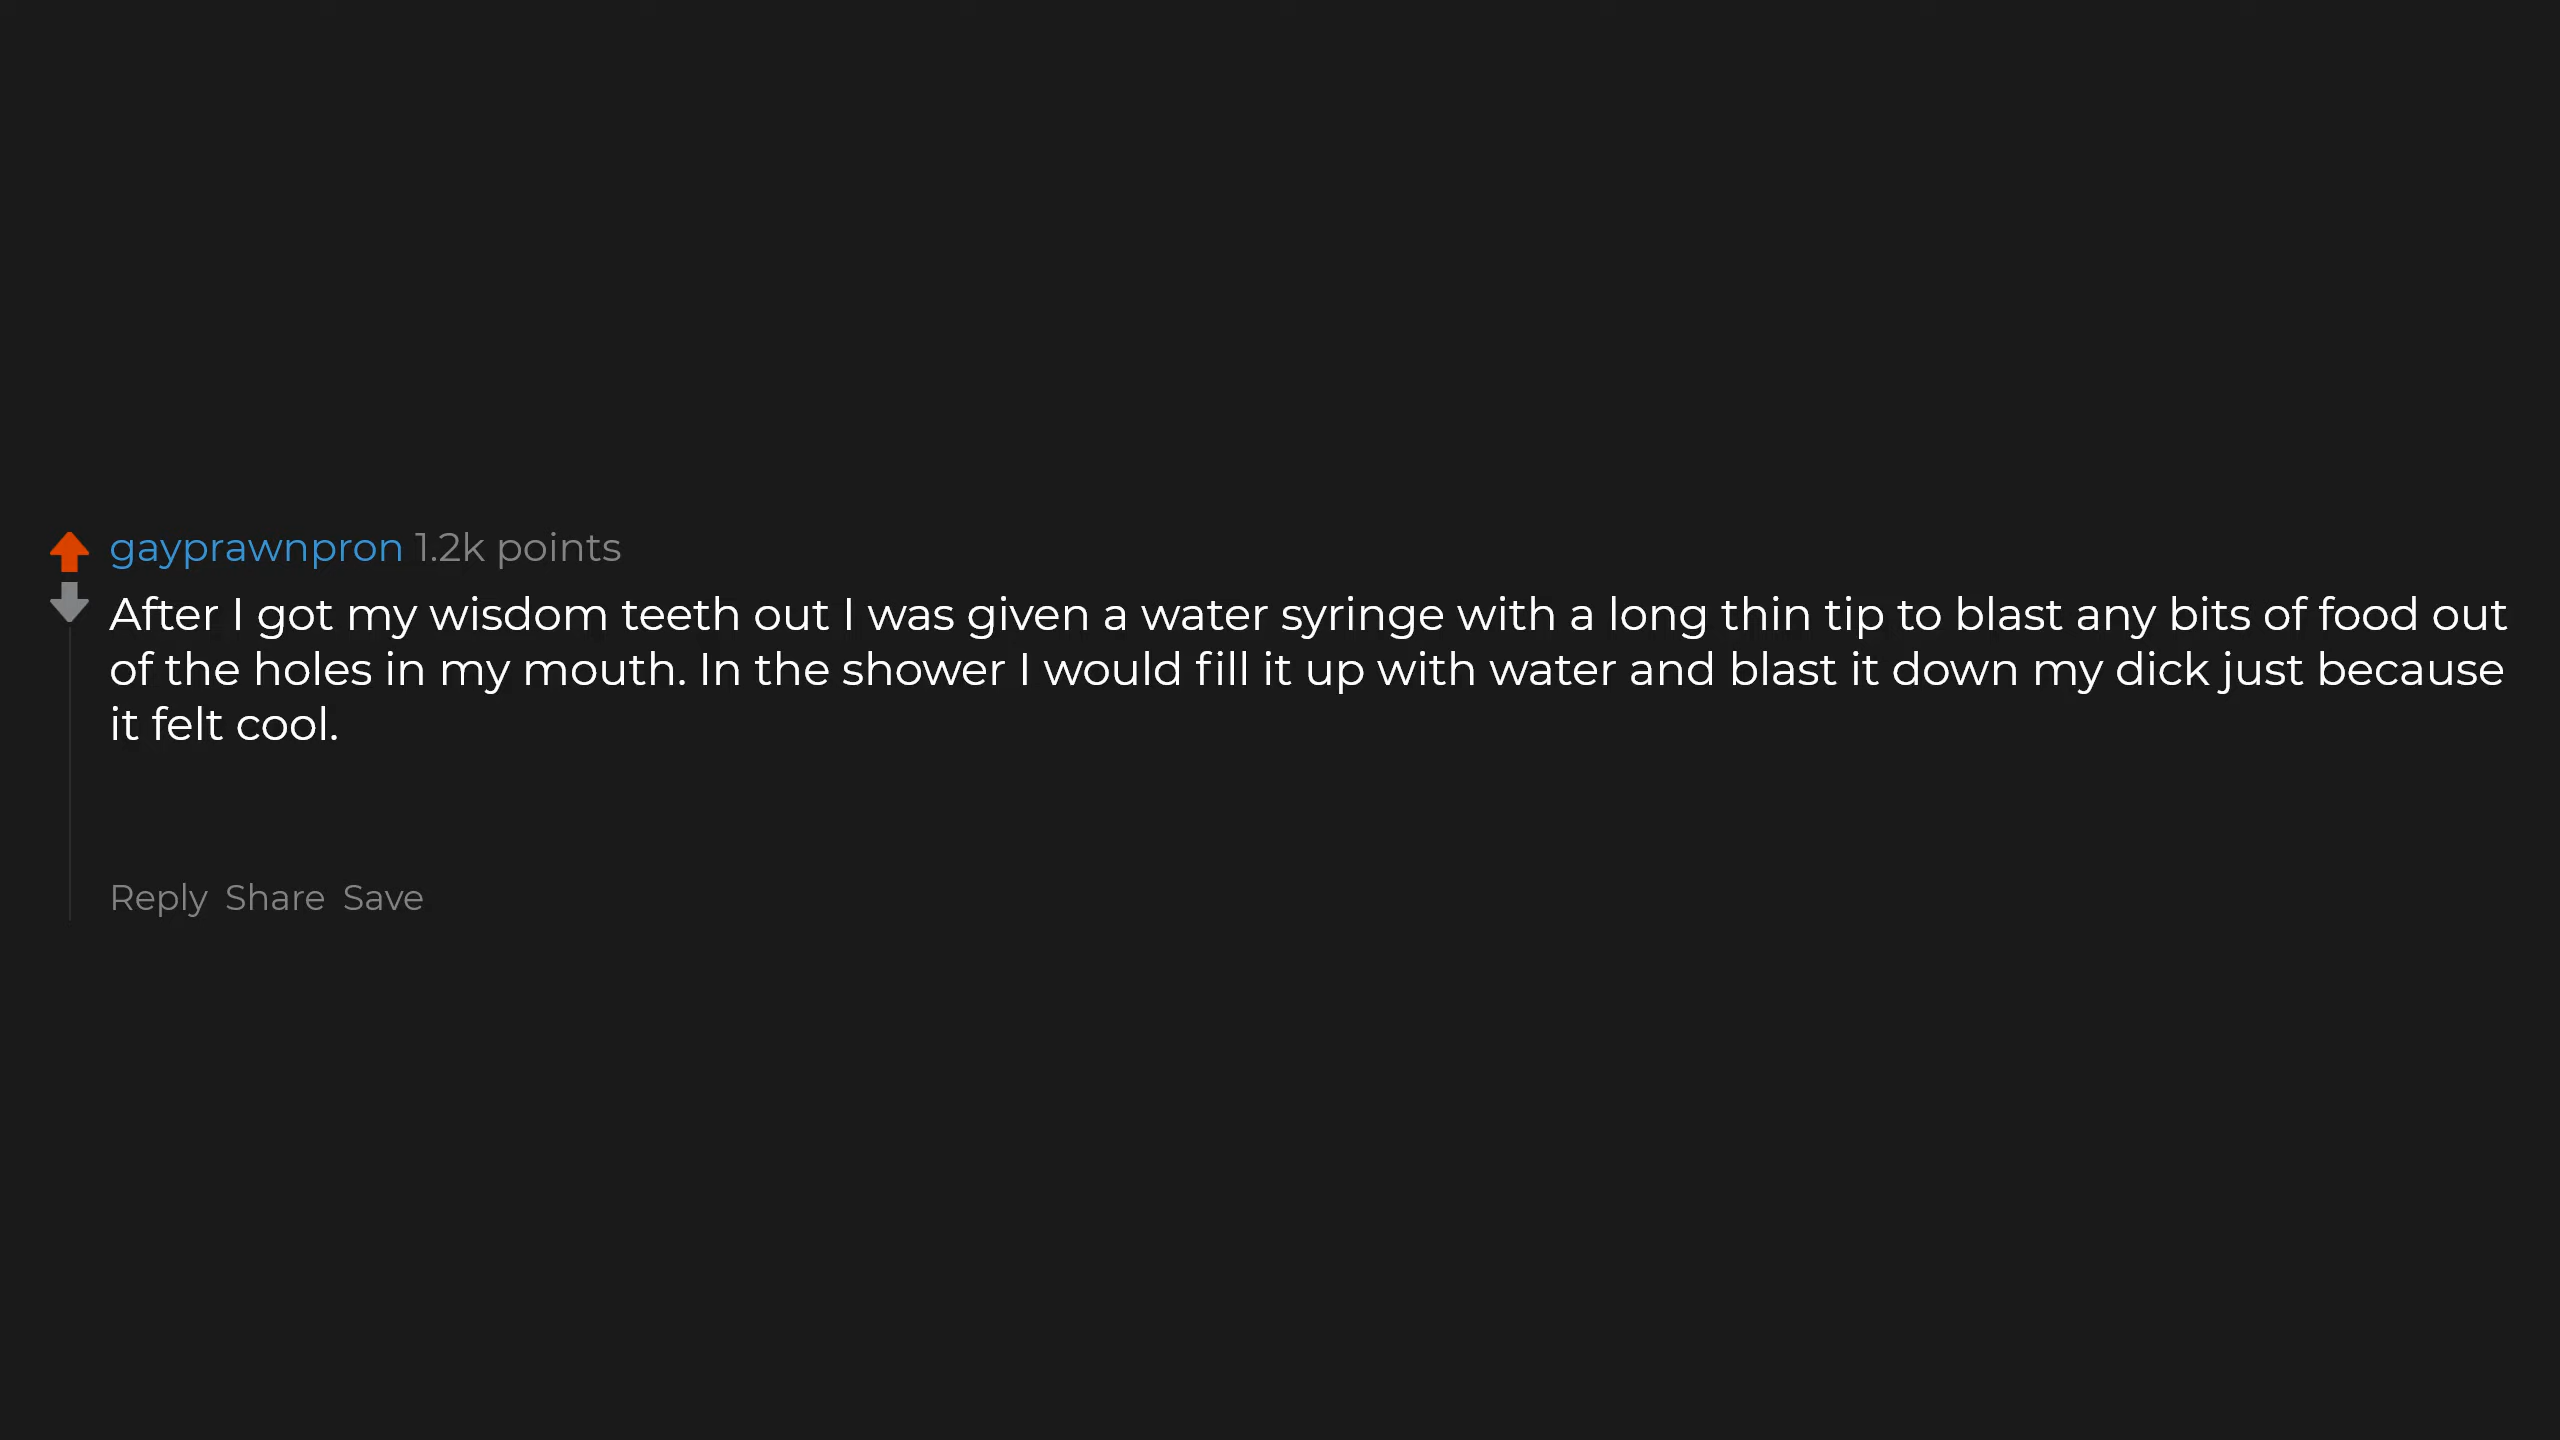 gayprawnpron 1.2k points
After I got my wisdom teeth out I was given a water syringe with a long thin tip to blast any bits of food out
of the holes in my mouth. In the shower I would fill it up with water and blast it down my dick just because
it felt cool.
Reply Share Save